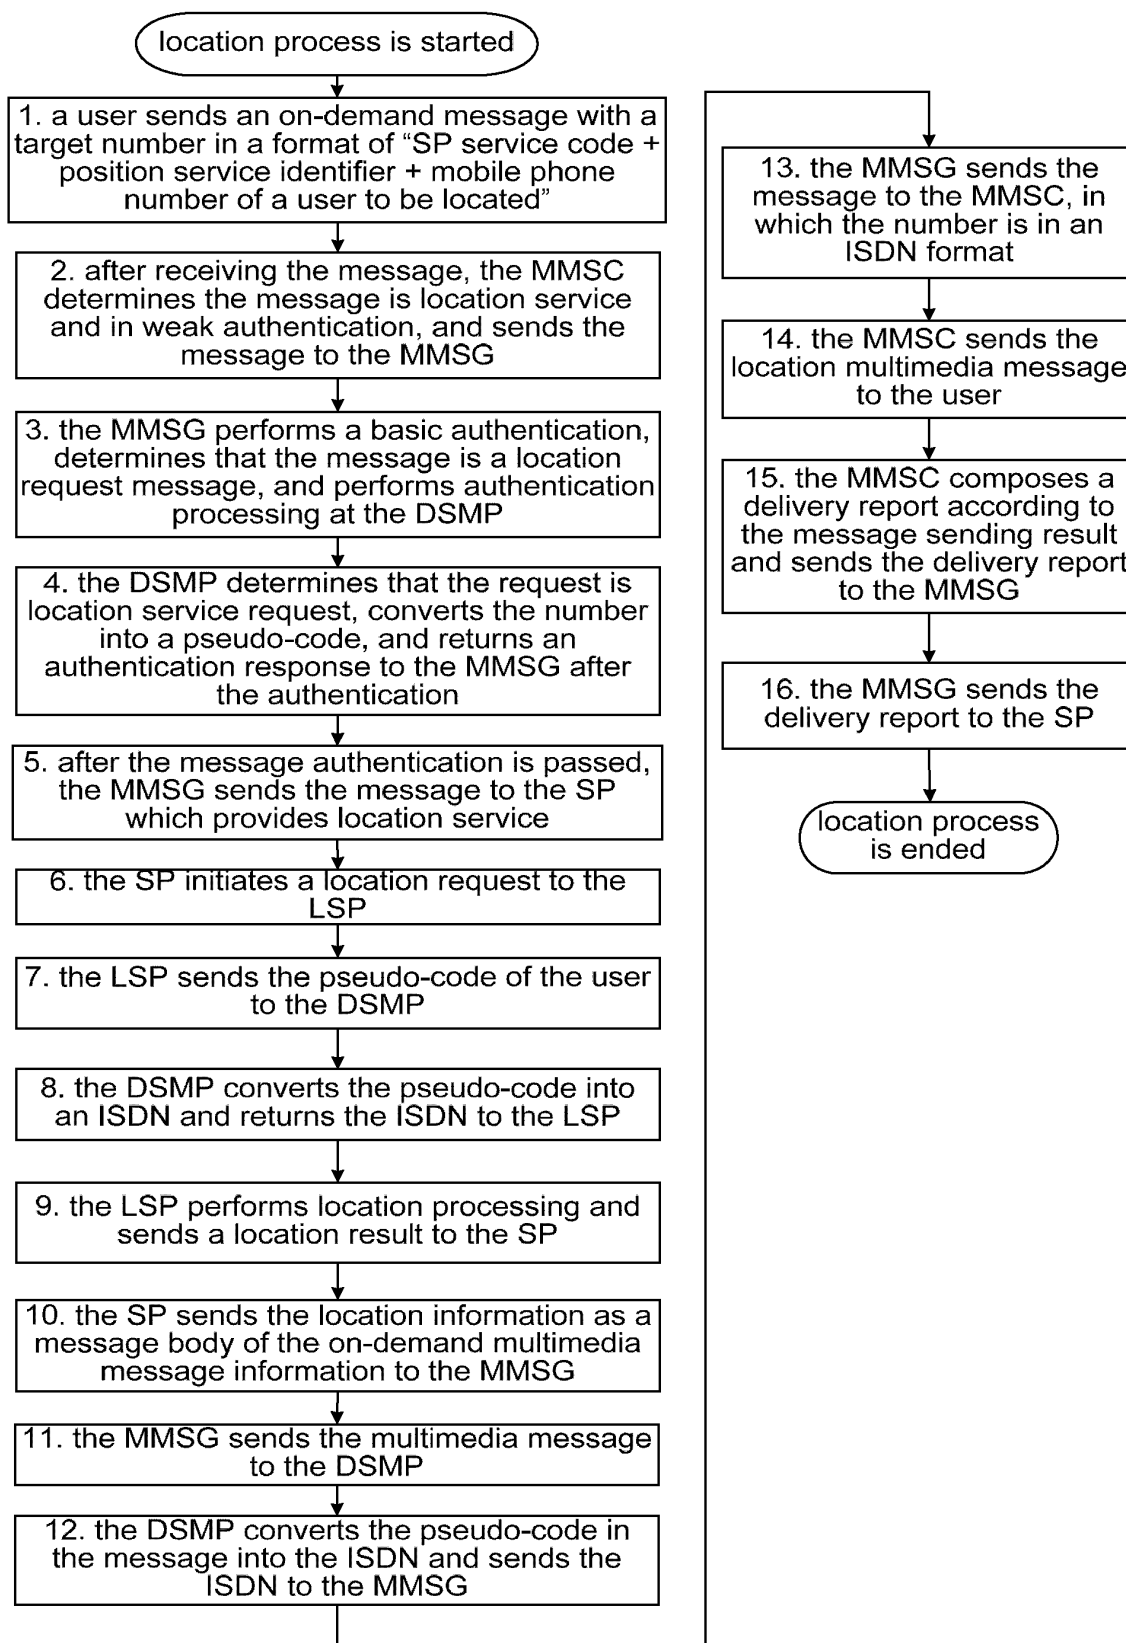 location process is started
1. a user sends an on-demand message with a
target number in a format of “SP service code +
position service identifier + mobile phone
number of a user to be located”
2. after receiving the message, the MMSC
determines the message is location service
and in weak authentication, and sends the
message to the MMSG
3. the MMSG performs a basic authentication,
determines that the message is a location
request message, and performs authentication
processing at the DSMP
4. the DSMP determines that the request is
location service request, converts the number
into a pseudo-code, and returns an
authentication response to the MMSG after
the authentication
5. after the message authentication is passed,
the MMSG sends the message to the SP
which provides location service
6. the SP initiates a location request to the
LSP
7. the LSP sends the pseudo-code of the user
to the DSMP
8. the DSMP converts the pseudo-code into
an ISDN and returns the ISDN to the LSP
9. the LSP performs location processing and
sends a location result to the SP
10. the SP sends the location information as a
message body of the on-demand multimedia
message information to the MMSG
11. the MMSG sends the multimedia message
to the DSMP
12. the DSMP converts the pseudo-code in
the message into the ISDN and sends the
ISDN to the MMSG
13. the MMSG sends the
message to the MMSC, in
which the number is in an
ISDN format
14. the MMSC sends the
location multimedia message
to the user
15. the MMSC composes a
delivery report according to
the message sending result
and sends the delivery report
to the MMSG
16. the MMSG sends the
delivery report to the SP
location process
is ended